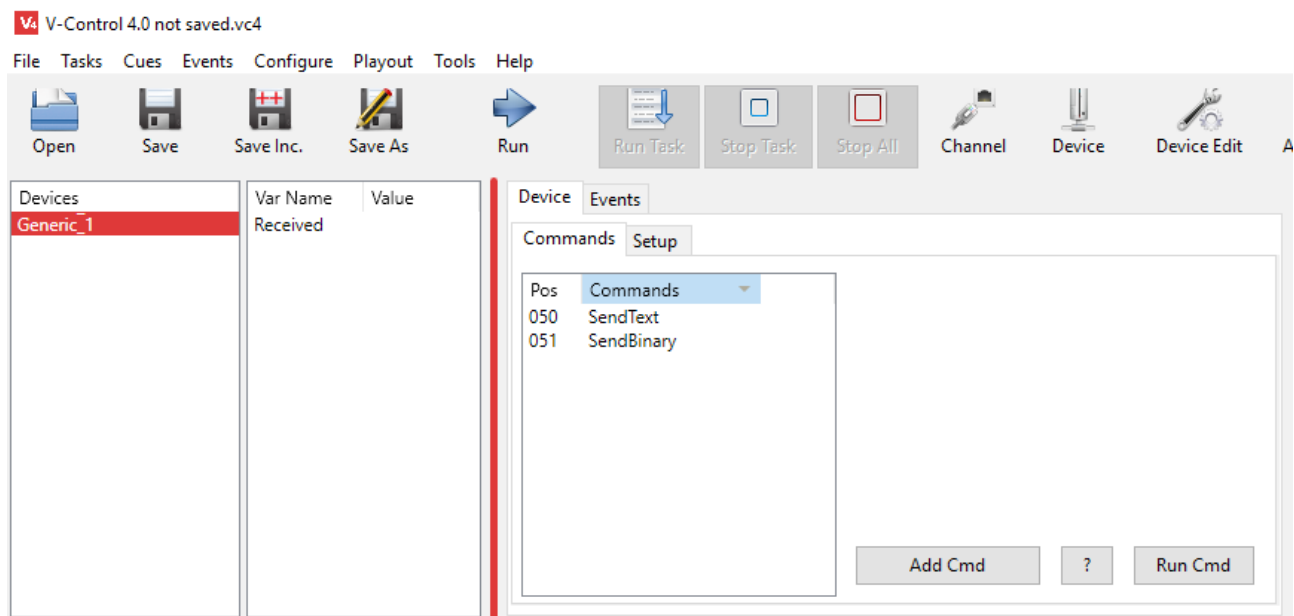 V4 V-Control 4.0 not saved.vc4
File Tasks Cues Events Configure Playout Tools Help
Open Save Save Inc. Save As Run Run Task Stop Task Stop All Channel Device Device Edit A
Devices Var Name Value Device Events
Generic_1 Received
Commands Setup
Pos Commands
050 SendText
051 SendBinary
Add Cmd ? Run Cmd